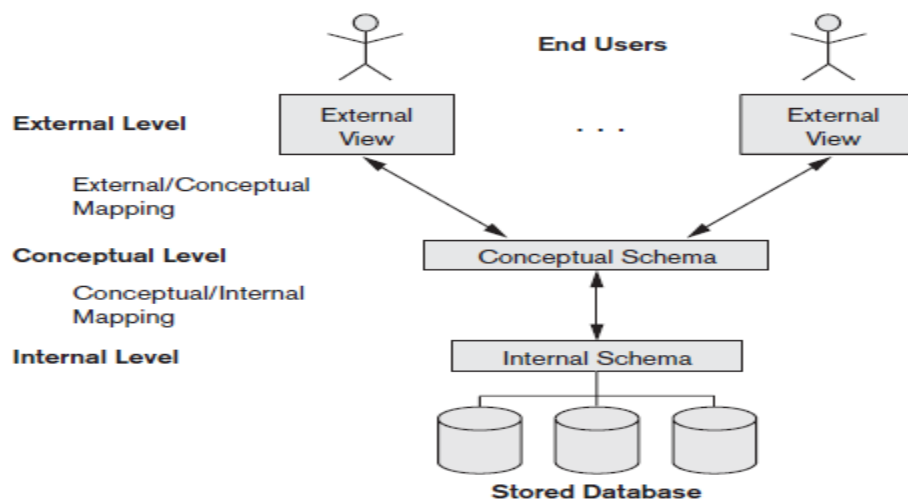 End Users
External Level
External
View
. . .
External
View
External/Conceptual
Mapping
Conceptual Level
Conceptual Schema
Conceptual/Internal
Mapping
Internal Level
Internal Schema
Stored Database